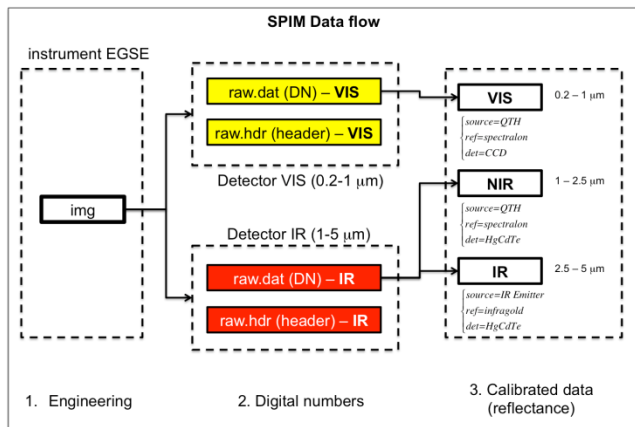 SPIM Data flow
instrument EGSE
img
raw.dat (DN) – VIS
raw.hdr (header) – VIS
Detector VIS (0.2-1 μm)
Detector IR (1-5 μm)
raw.dat (DN) – IR
raw.hdr (header) – IR
VIS
0.2 – 1 μm
source=QTH
ref=spectralon
det=CCD
NIR
1 – 2.5 μm
source=QTH
ref=spectralon
det=HgCdTe
IR
2.5 – 5 μm
source=IR Emitter
ref=infragold
det=HgCdTe
1. Engineering
2. Digital numbers
3. Calibrated data
(reflectance)